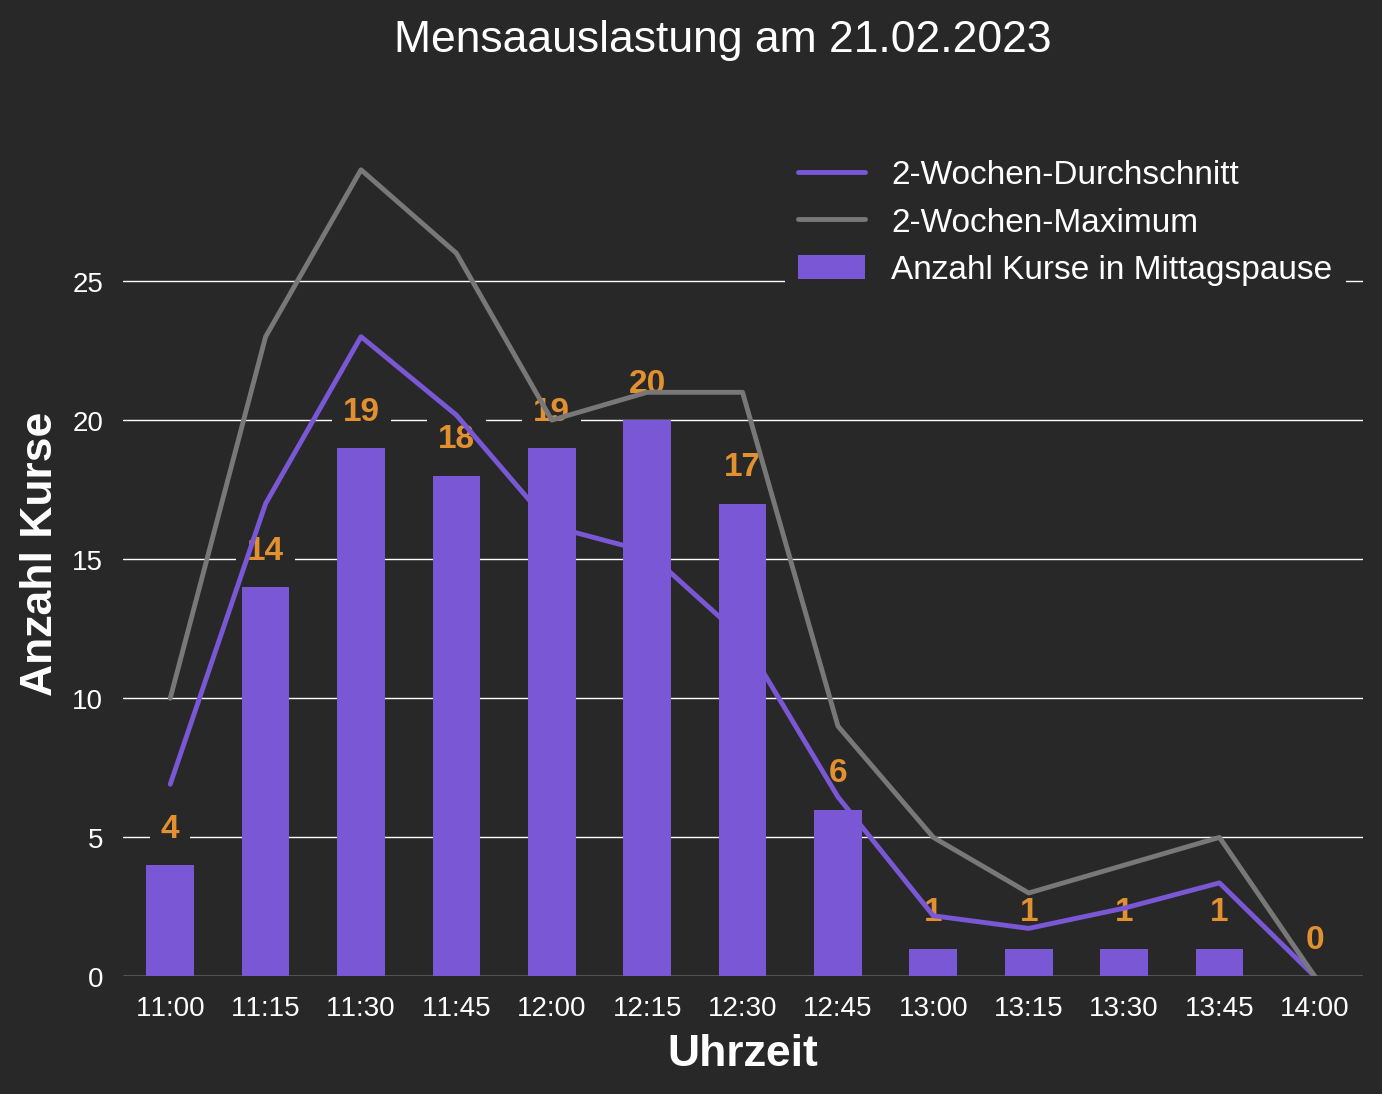 Mensaauslastung am 21.02.2023
2-Wochen-Durchschnitt
2-Wochen-Maximum
Anzahl Kurse in Mittagspause
Anzahl Kurse
25
20
15
10
5
0
4
14
19
18
19
20
17
6
1
1
1
1
0
11:00 11:15 11:30 11:45 12:00 12:15 12:30 12:45 13:00 13:15 13:30 13:45 14:00
Uhrzeit